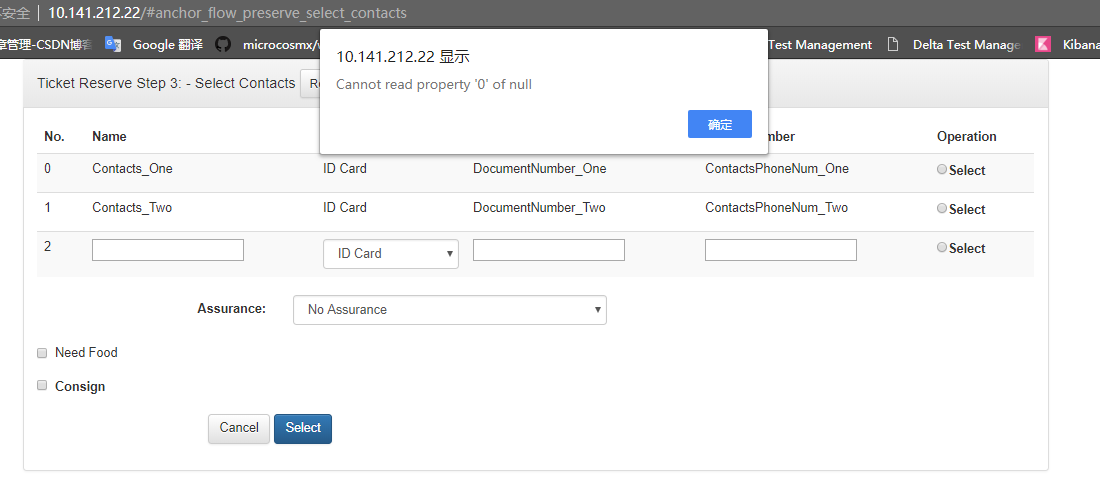 不安全 | 10.141.212.22/#anchor_flow_preserve_select_contacts
章管理-CSDN博客 Google 翻译 microcosmx/ Test Management Delta Test Manage Kibana
10.141.212.22 显示
Cannot read property '0' of null
确定
Ticket Reserve Step 3: - Select Contacts
No. Name Operation
0 Contacts_One ID Card DocumentNumber_One ContactsPhoneNum_One Select
1 Contacts_Two ID Card DocumentNumber_Two ContactsPhoneNum_Two Select
2 ID Card Select
Assurance: No Assurance
Need Food
Consign
Cancel Select